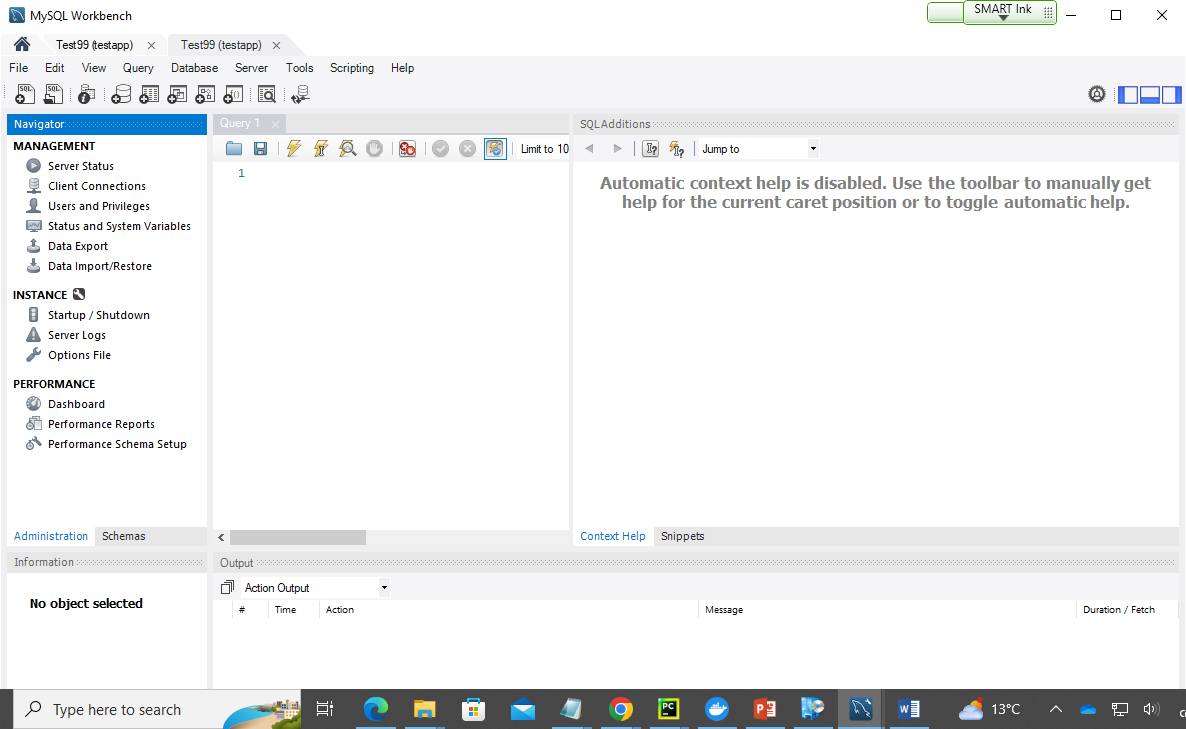 MySQL Workbench
SMART Ink
Test99 (testapp)
Test99 (testapp)
File Edit View Query Database Server Tools Scripting Help
Navigator
MANAGEMENT
Server Status
Client Connections
Users and Privileges
Status and System Variables
Data Export
Data Import/Restore
INSTANCE
Startup / Shutdown
Server Logs
Options File
PERFORMANCE
Dashboard
Performance Reports
Performance Schema Setup
Administration Schemas
Information
No object selected
Query 1
Limit to 10
1
SQLAdditions
Jump to
Automatic context help is disabled. Use the toolbar to manually get
help for the current caret position or to toggle automatic help.
Context Help Snippets
Output
Action Output
# Time Action Message Duration / Fetch
Type here to search
13°C